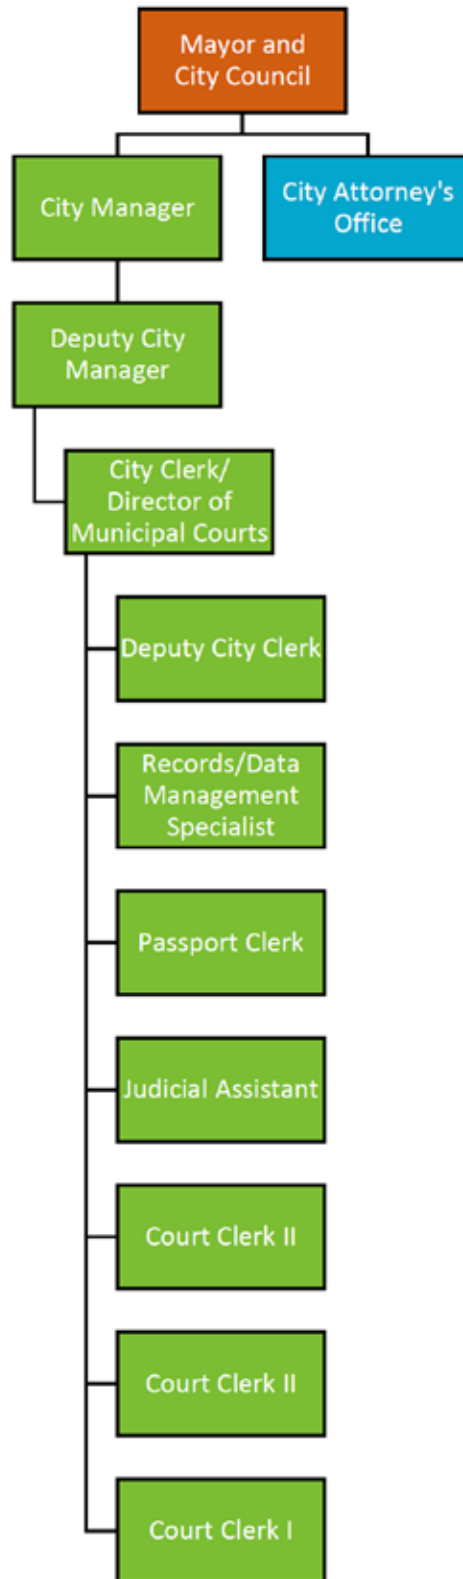 Mayor and
City Council
City Manager
City Attorney's
Office
Deputy City
Manager
City Clerk/
Director of
Municipal Courts
Deputy City Clerk
Records/Data
Management
Specialist
Passport Clerk
Judicial Assistant
Court Clerk II
Court Clerk II
Court Clerk I